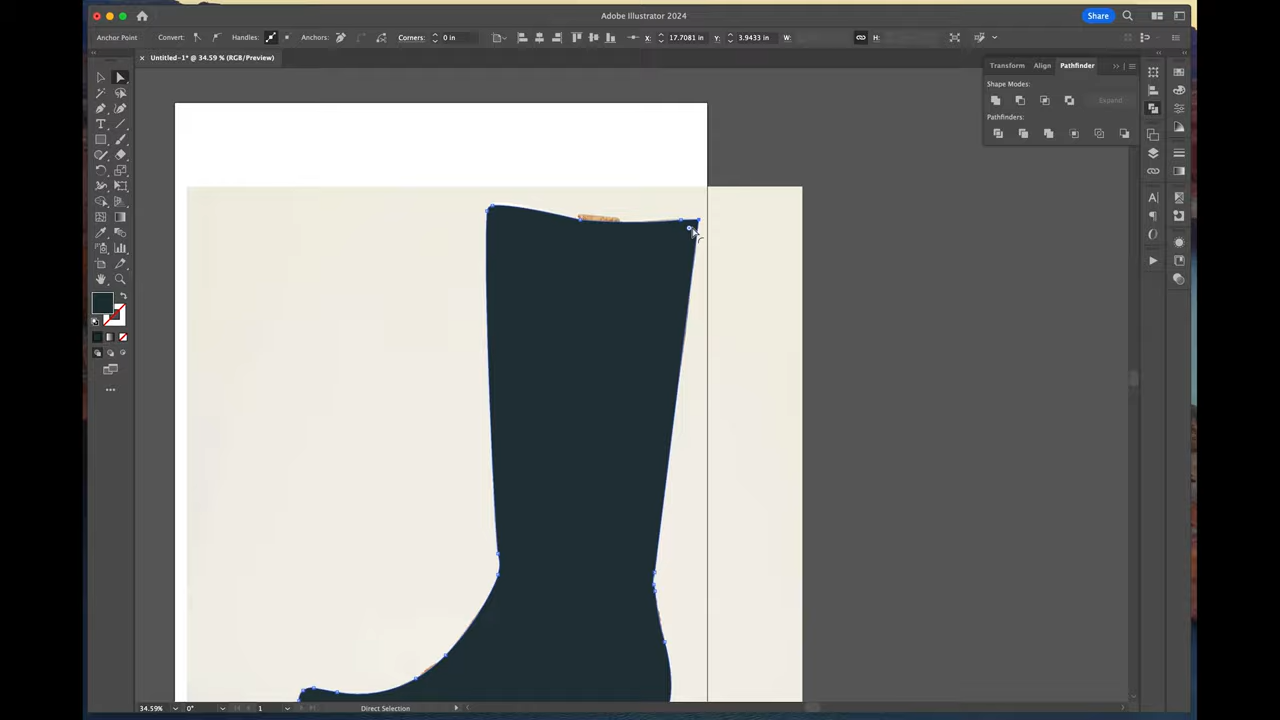 Adobe Illustrator 2024
Share
Anchor Point
Convert:
Handles:
Anchors:
Corners:
0 in
X:
17.7081 in
Y:
3.9433 in
W:
H:
× Untitled-1* @ 34.59 % (RGB/Preview)
Transform
Align
Pathfinder
Shape Modes:
Expand
Pathfinders:
34.59%
0°
1
Direct Selection